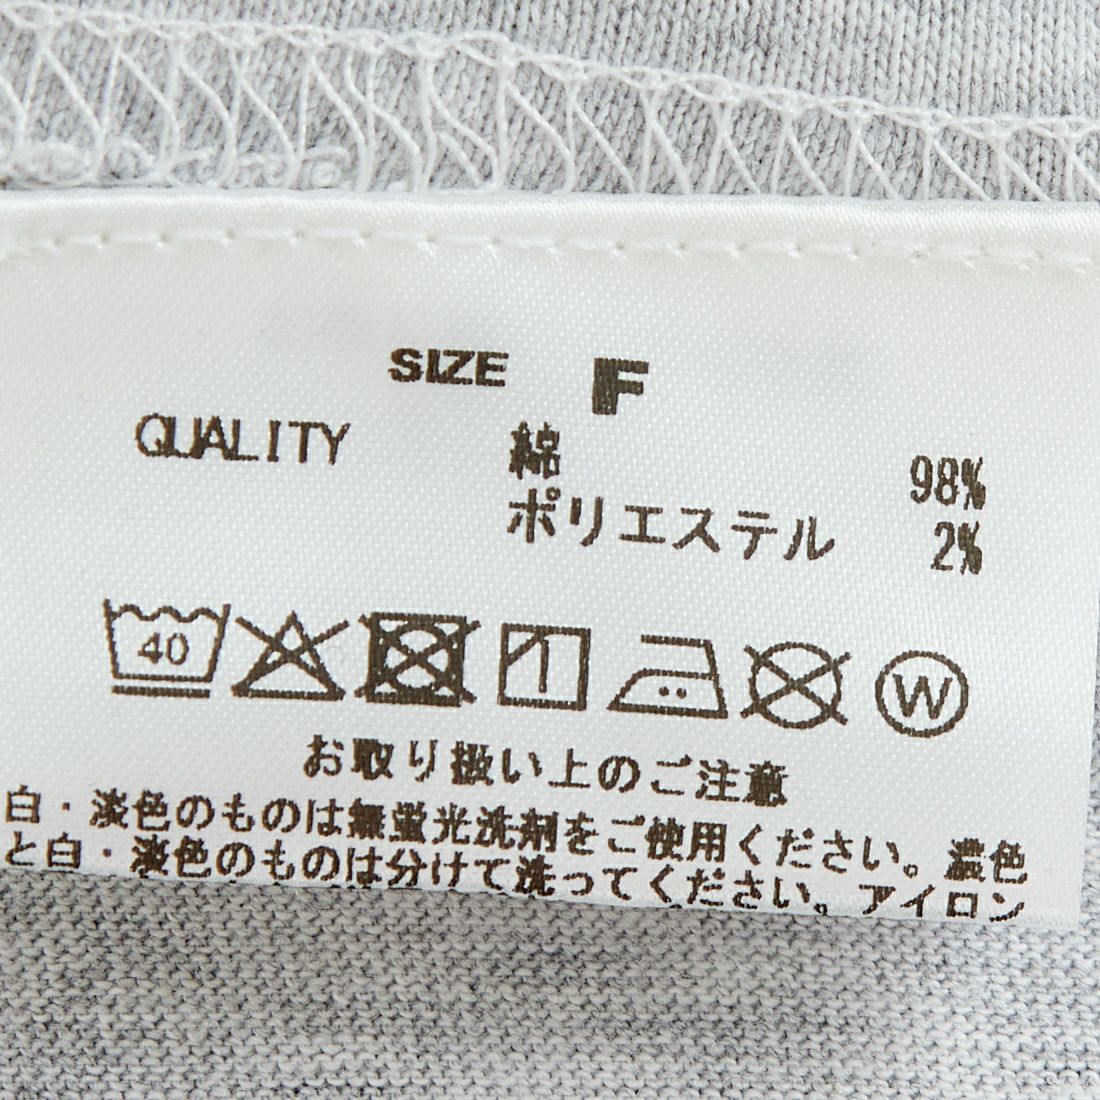 SIZE F
QUALITY 綿 98%
ポリエステル 2%
40 W
お取り扱い上のご注意
白・淡色のものは無蛍光洗剤をご使用ください。濃色
と白・淡色のものは分けて洗ってください。アイロン